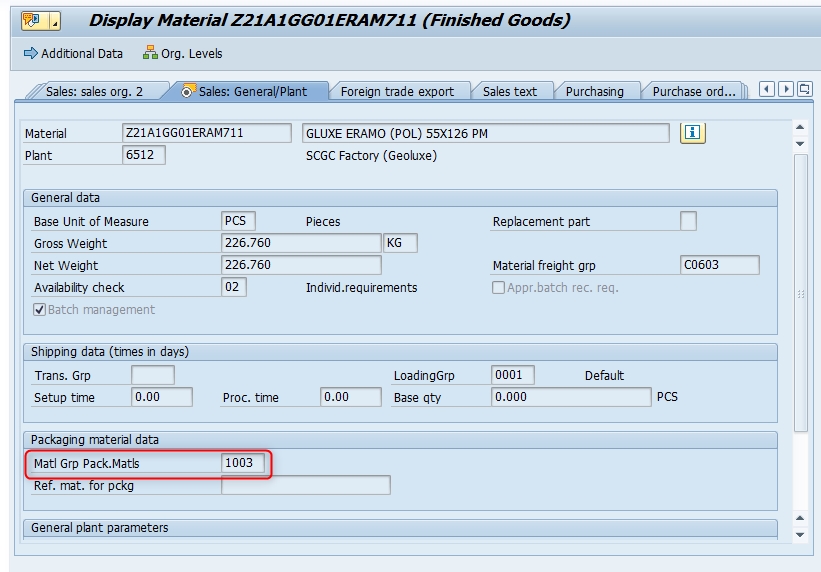 Display Material Z21A1GG01ERAM711 (Finished Goods)
Additional Data Org. Levels
Sales: sales org. 2 Sales: General/Plant Foreign trade export Sales text Purchasing Purchase ord...
Material Z21A1GG01ERAM711 GLUXE ERAMO (POL) 55X126 PM
Plant 6512 SCGC Factory (Geoluxe)
General data
Base Unit of Measure PCS Pieces Replacement part
Gross Weight 226.760 KG
Net Weight 226.760 Material freight grp C0603
Availability check 02 Individ.requirements Appr.batch rec. req.
Batch management
Shipping data (times in days)
Trans. Grp LoadingGrp 0001 Default
Setup time 0.00 Proc. time 0.00 Base qty 0.000 PCS
Packaging material data
Matl Grp Pack.Matls 1003
Ref. mat. for pckg
General plant parameters